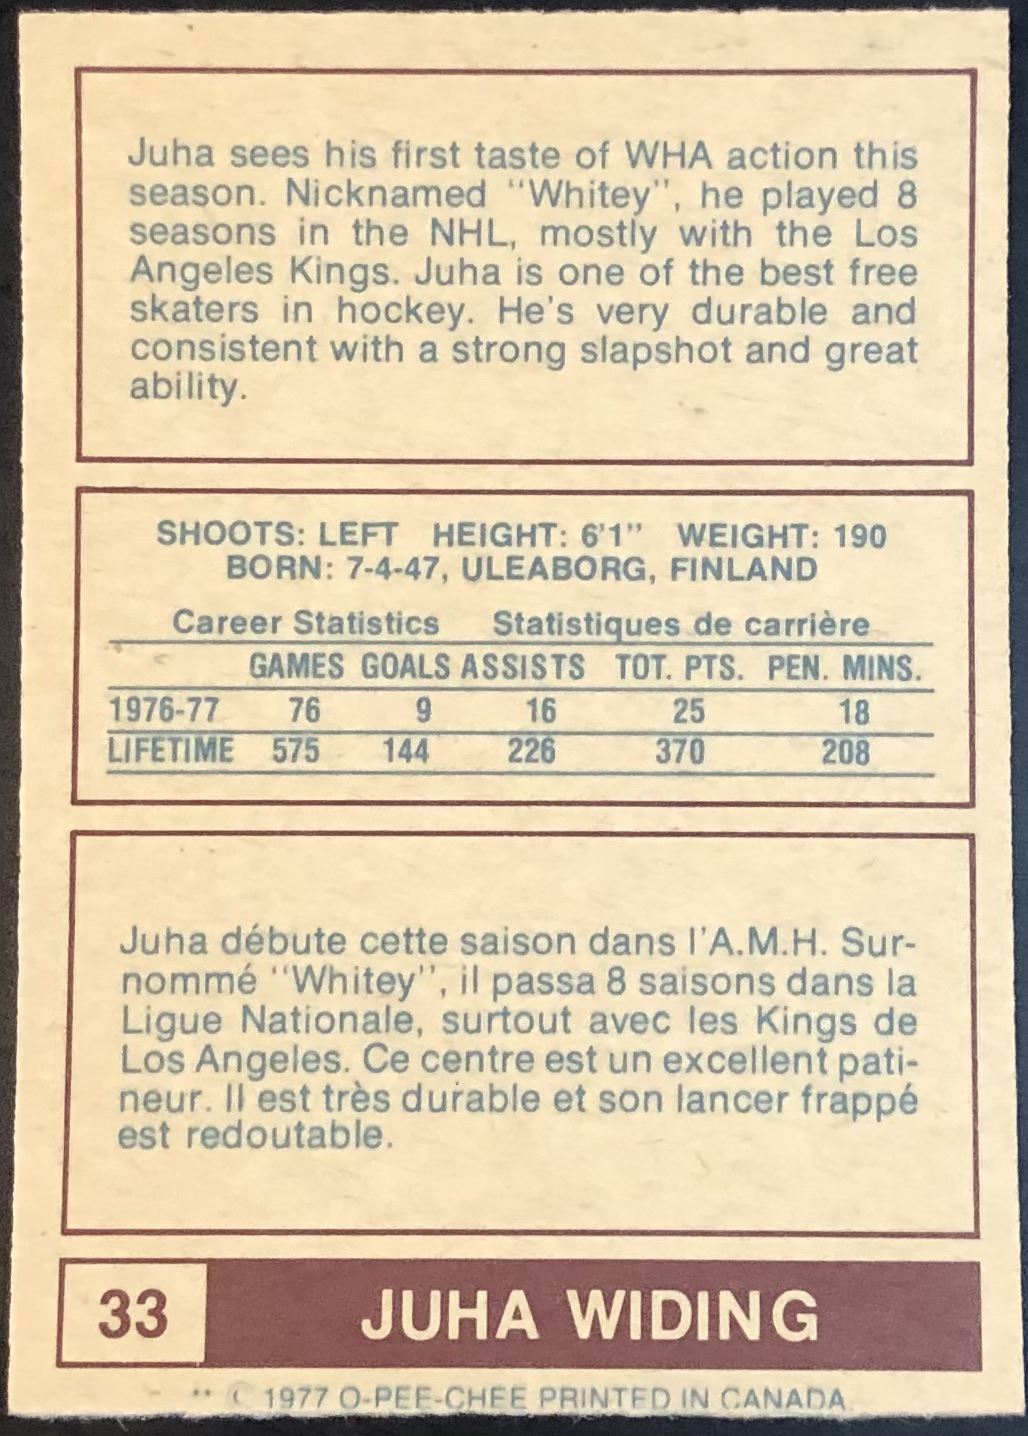 Juha sees his first taste of WHA action this
season. Nicknamed "Whitey", he played 8
seasons in the NHL, mostly with the Los
Angeles Kings. Juha is one of the best free
skaters in hockey. He's very durable and
consistent with a strong slapshot and great
ability.
SHOOTS: LEFT HEIGHT: 6'1" WEIGHT: 190
BORN: 7-4-47, ULEABORG, FINLAND
Career Statistics Statistiques de carrière
GAMES GOALS ASSISTS TOT. PTS. PEN. MINS.
1976-77 76 9 16 25 18
LIFETIME 575 144 226 370 208
Juha débute cette saison dans l'A.M.H. Sur-
nommé "Whitey", il passa 8 saisons dans la
Ligue Nationale, surtout avec les Kings de
Los Angeles. Ce centre est un excellent pati-
neur. Il est très durable et son lancer frappé
est redoutable.
33 JUHA WIDING
** © 1977 O-PEE-CHEE PRINTED IN CANADA